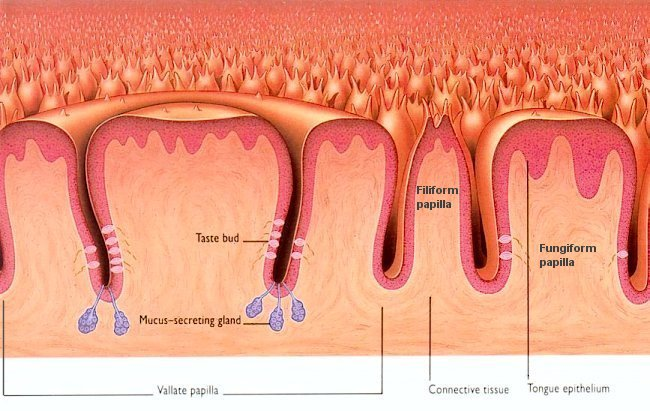 Filiform
papilla
Taste bud
Fungiform
papilla
Mucus-secreting gland
Vallate papilla
Connective tissue
Tongue epithelium